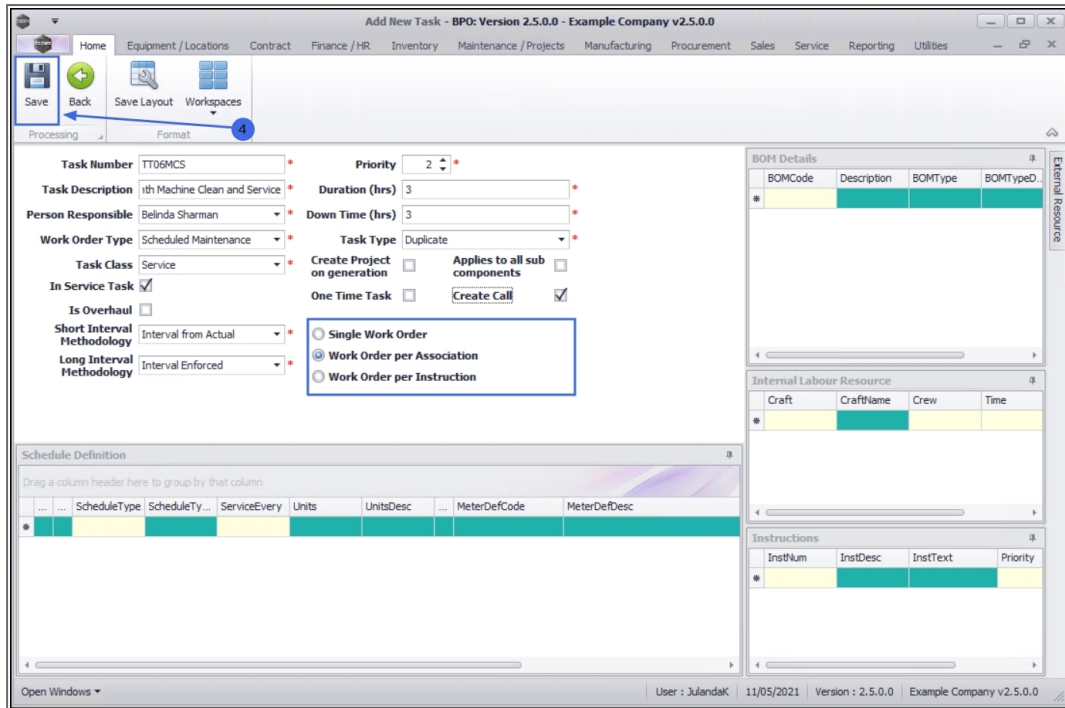 Add New Task - BPO: Version 2.5.0.0 - Example Company v2.5.0.0
Home Equipment / Locations Contract Finance / HR Inventory Maintenance / Projects Manufacturing Procurement Sales Service Reporting Utilities
Save Back Save Layout Workspaces
4
Processing Format
Task Number TT06MCS * Priority 2 *
Task Description nth Machine Clean and Service * Duration (hrs) 3 *
Person Responsible Belinda Sharman * Down Time (hrs) 3 *
Work Order Type Scheduled Maintenance * Task Type Duplicate *
Task Class Service * Create Project on generation Applies to all sub components
In Service Task One Time Task Create Call
Is Overhaul
Short Interval Methodology Interval from Actual *
Long Interval Methodology Interval Enforced *
Single Work Order
Work Order per Association
Work Order per Instruction
BOM Details
BOMCode Description BOMType BOMTypeD...
External Resource
Internal Labour Resource
Craft CraftName Crew Time
Instructions
InstNum InstDesc InstText Priority
Schedule Definition
Drag a column header here to group by that column
... ... ScheduleType ScheduleTy... ServiceEvery Units UnitsDesc ... MeterDefCode MeterDefDesc
Open Windows User : JulandaK 11/05/2021 Version : 2.5.0.0 Example Company v2.5.0.0